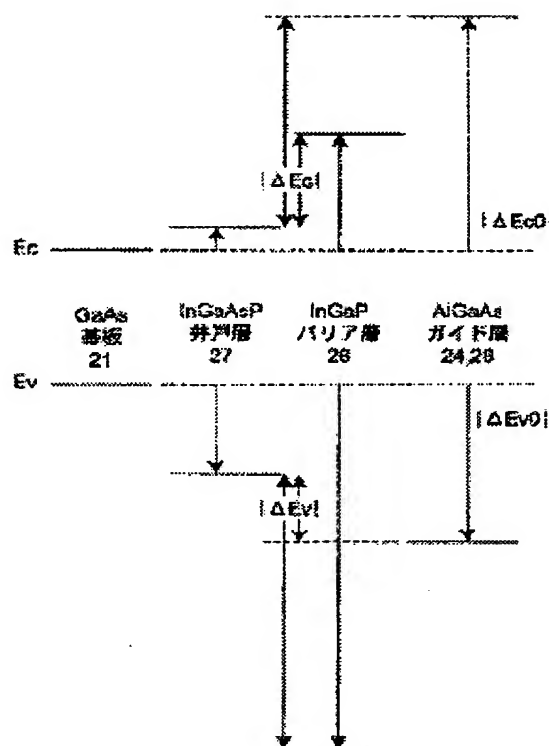 |ΔEc|
|ΔEc0|
Ec
GaAs
基板
21
InGaAsP
井戸層
27
InGaP
バリア層
26
AlGaAs
ガイド層
24,28
Ev
|ΔEv0|
|ΔEv|